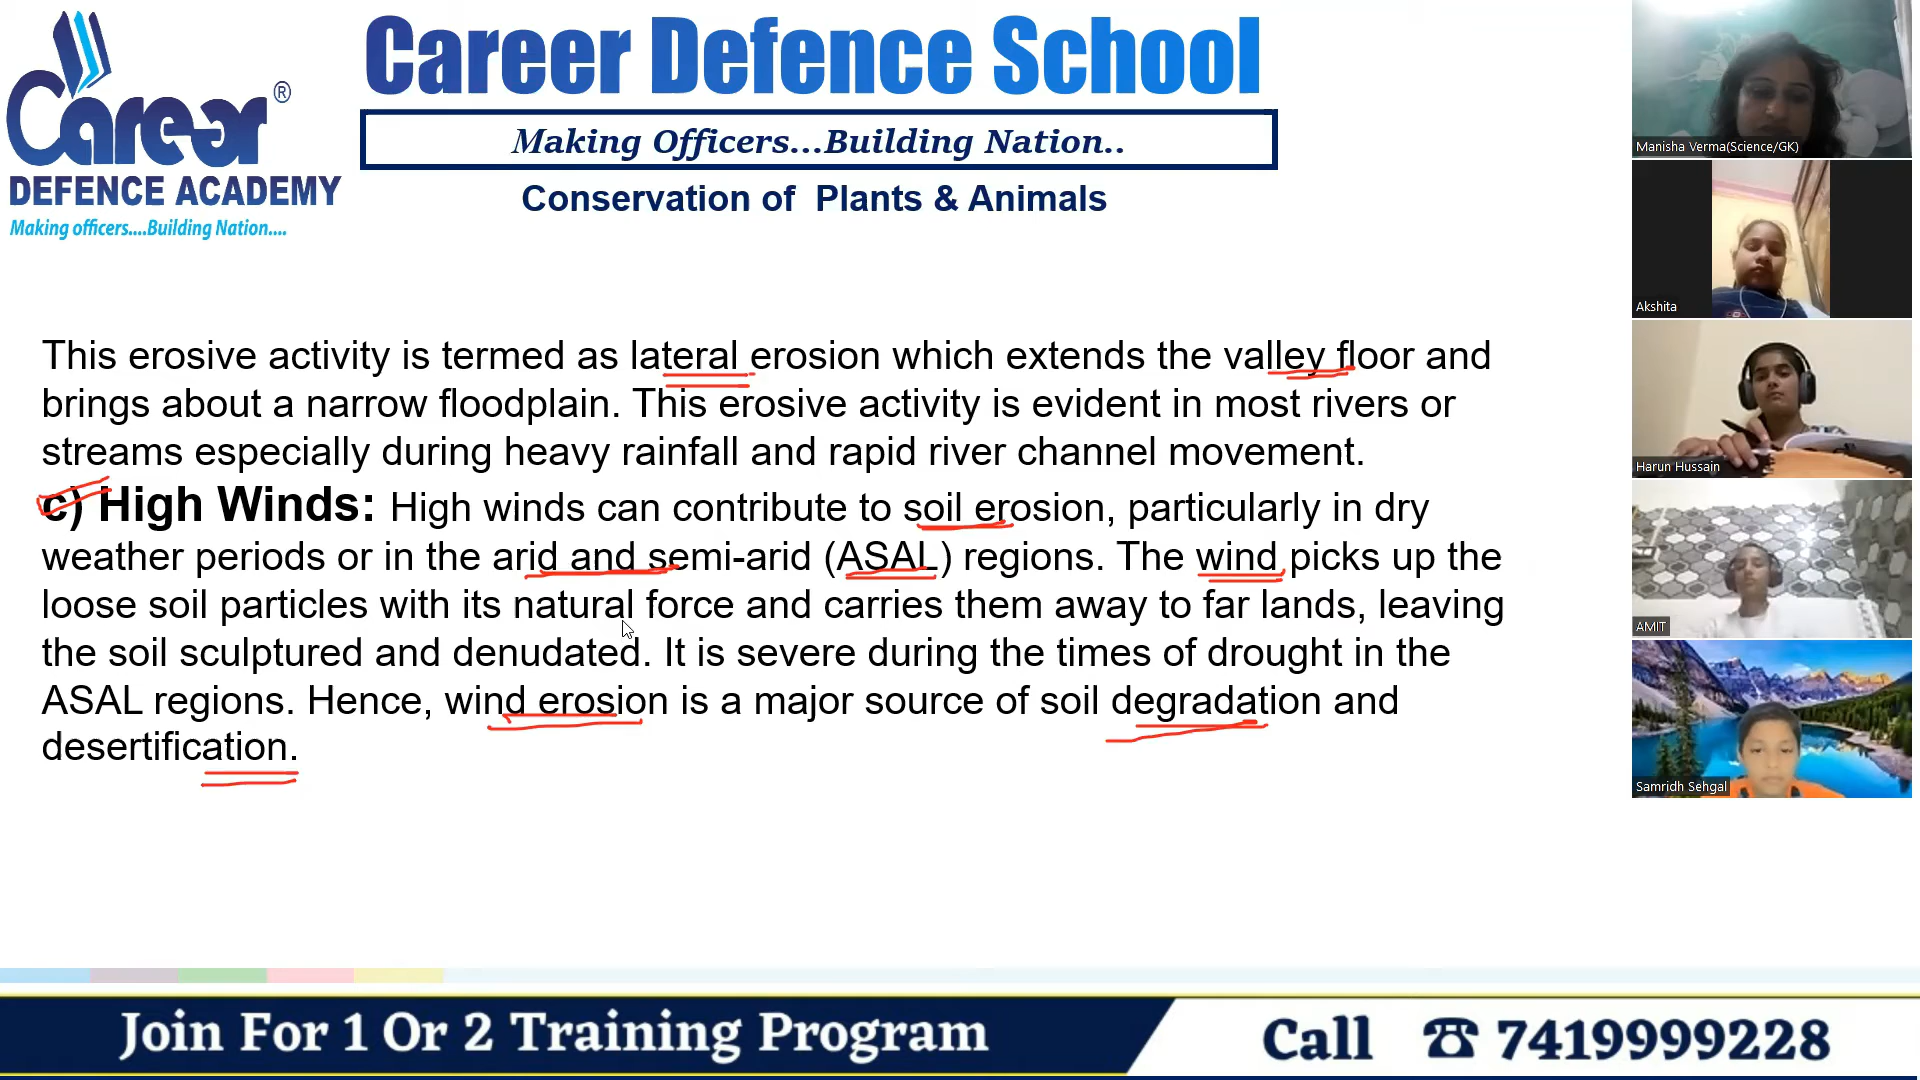 Career®
DEFENCE ACADEMY
Making officers....Building Nation....
Career Defence School
Making Officers...Building Nation..
Conservation of Plants & Animals
This erosive activity is termed as lateral erosion which extends the valley floor and
brings about a narrow floodplain. This erosive activity is evident in most rivers or
streams especially during heavy rainfall and rapid river channel movement.
c) High Winds: High winds can contribute to soil erosion, particularly in dry
weather periods or in the arid and semi-arid (ASAL) regions. The wind picks up the
loose soil particles with its natural force and carries them away to far lands, leaving
the soil sculptured and denudated. It is severe during the times of drought in the
ASAL regions. Hence, wind erosion is a major source of soil degradation and
desertification.
Manisha Verma(Science/GK)
Akshita
Harun Hussain
AMIT
Samridh Sehgal
Join For 1 Or 2 Training Program
Call ☎ 7419999228